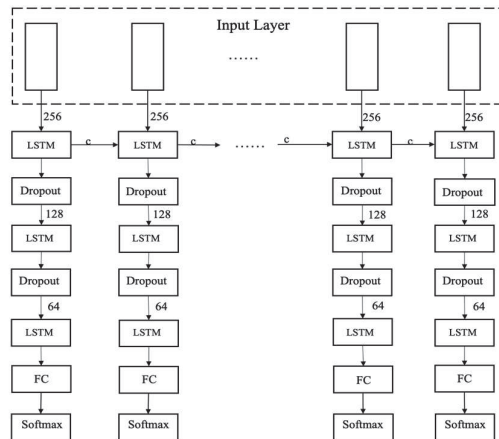 Input Layer
……
256 256 256 256
LSTM c LSTM c …… c LSTM c LSTM
Dropout Dropout Dropout Dropout
128 128 128 128
LSTM LSTM LSTM LSTM
Dropout Dropout Dropout Dropout
64 64 64 64
LSTM LSTM LSTM LSTM
FC FC FC FC
Softmax Softmax Softmax Softmax